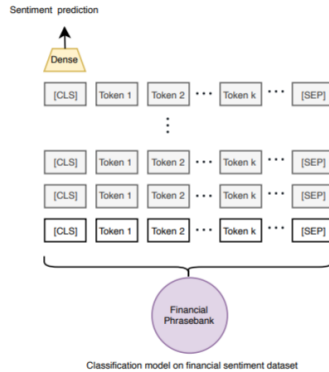 Sentiment prediction
Dense
[CLS] Token 1 Token 2 ••• Token k ••• [SEP]
[CLS] Token 1 Token 2 ••• Token k ••• [SEP]
[CLS] Token 1 Token 2 ••• Token k ••• [SEP]
[CLS] Token 1 Token 2 ••• Token k ••• [SEP]
Financial
Phrasebank
Classification model on financial sentiment dataset